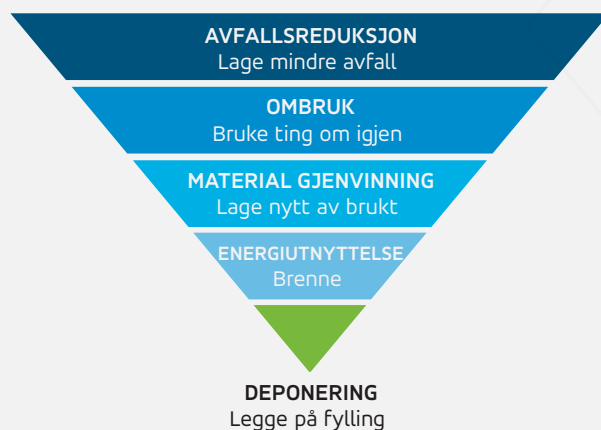 AVFALLSREDUKSJON
Lage mindre avfall
OMBRUK
Bruke ting om igjen
MATERIAL GJENVINNING
Lage nytt av brukt
ENERGIUTNYTTELSE
Brenne
DEPONERING
Legge på fylling